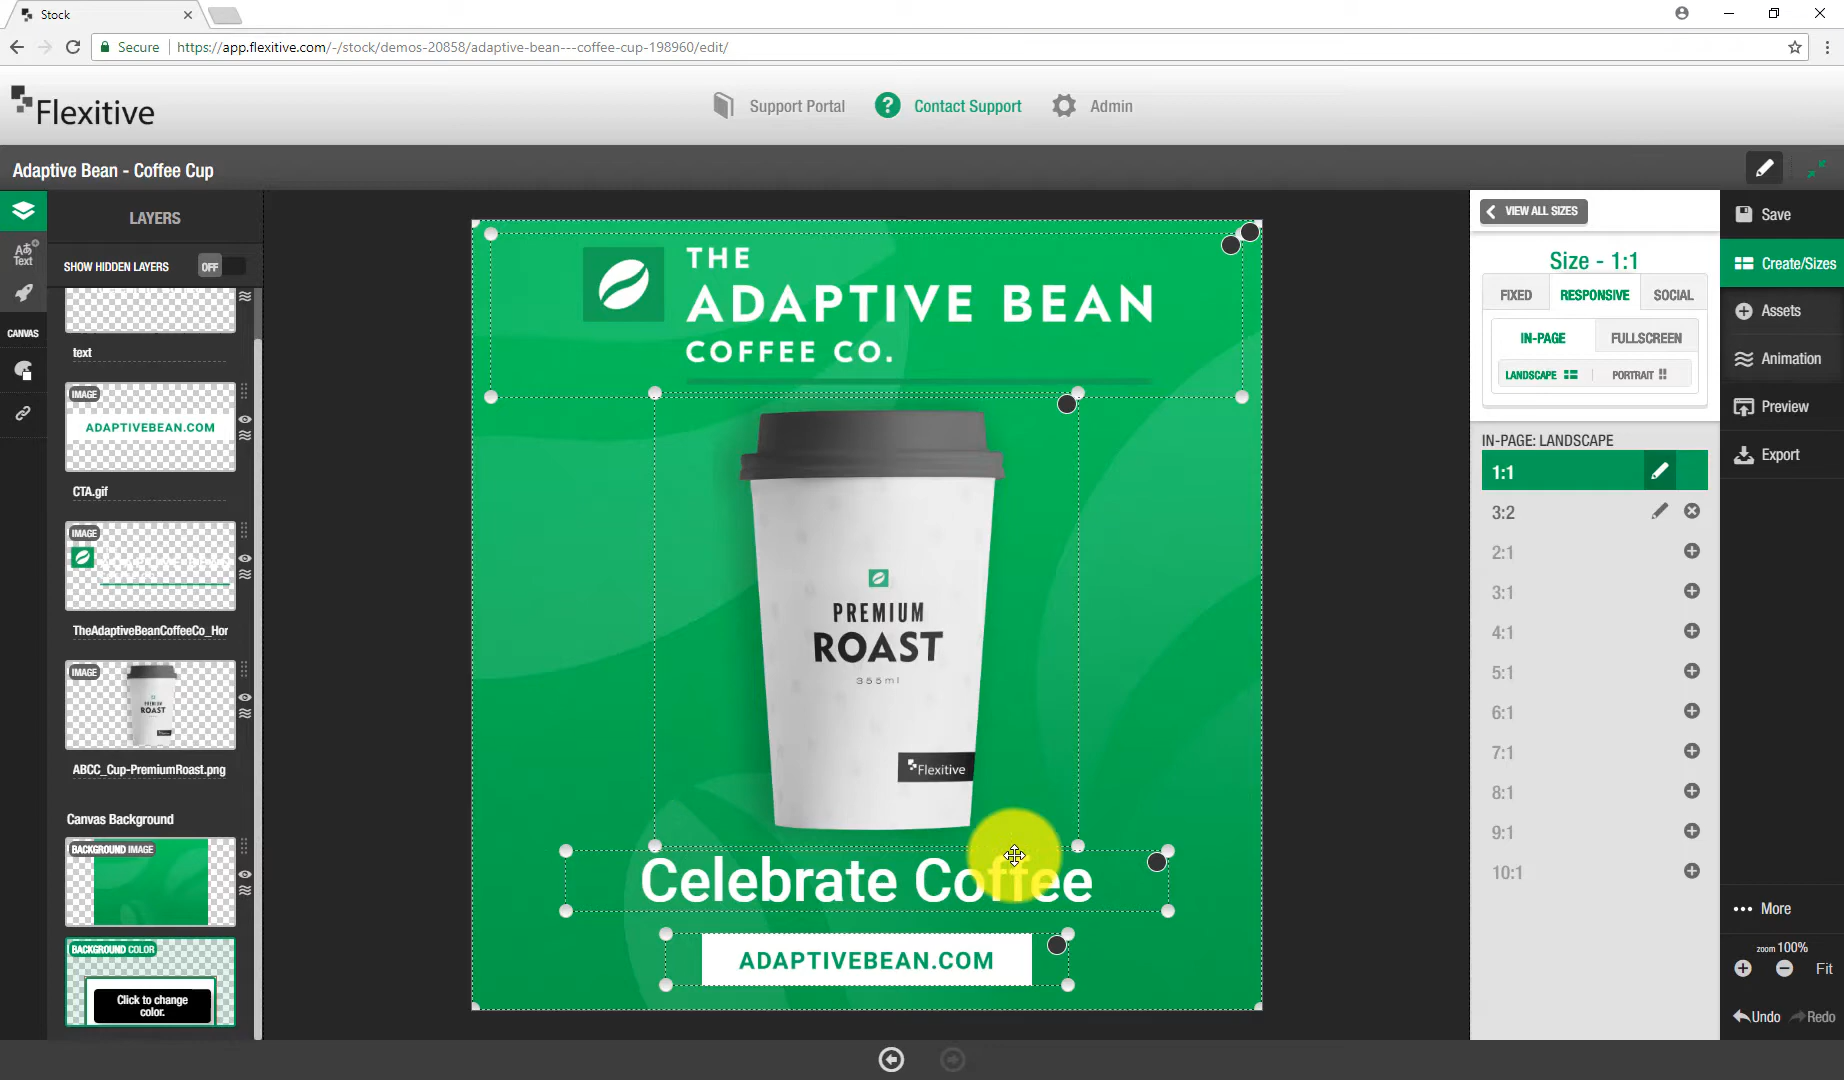 Stock
Secure
https://app.flexitive.com/-/stock/demos-20858/adaptive-bean---coffee-cup-198960/edit/
Flexitive
Support Portal
Contact Support
Admin
Adaptive Bean - Coffee Cup
LAYERS
SHOW HIDDEN LAYERS
OFF
Text
CANVAS
text
IMAGE
ADAPTIVEBEAN.COM
CTA.gif
IMAGE
TheAdaptiveBeanCoffeeCo_Hor
IMAGE
PREMIUM
ROAST
ABCC_Cup-PremiumRoast.png
Canvas Background
BACKGROUND IMAGE
BACKGROUND COLOR
Click to change
color.
THE
ADAPTIVE BEAN
COFFEE CO.
PREMIUM
ROAST
355ml
Flexitive
Celebrate Coffee
ADAPTIVEBEAN.COM
VIEW ALL SIZES
Size - 1:1
FIXED
RESPONSIVE
SOCIAL
IN-PAGE
FULLSCREEN
LANDSCAPE
PORTRAIT
IN-PAGE: LANDSCAPE
1:1
3:2
2:1
3:1
4:1
5:1
6:1
7:1
8:1
9:1
10:1
Save
Create/Sizes
Assets
Animation
Preview
Export
More
zoom 100%
Fit
Undo
Redo